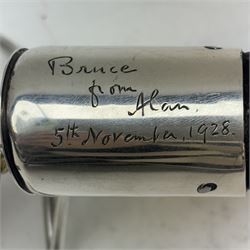 Bruce
from
Alan.
5th November, 1928.